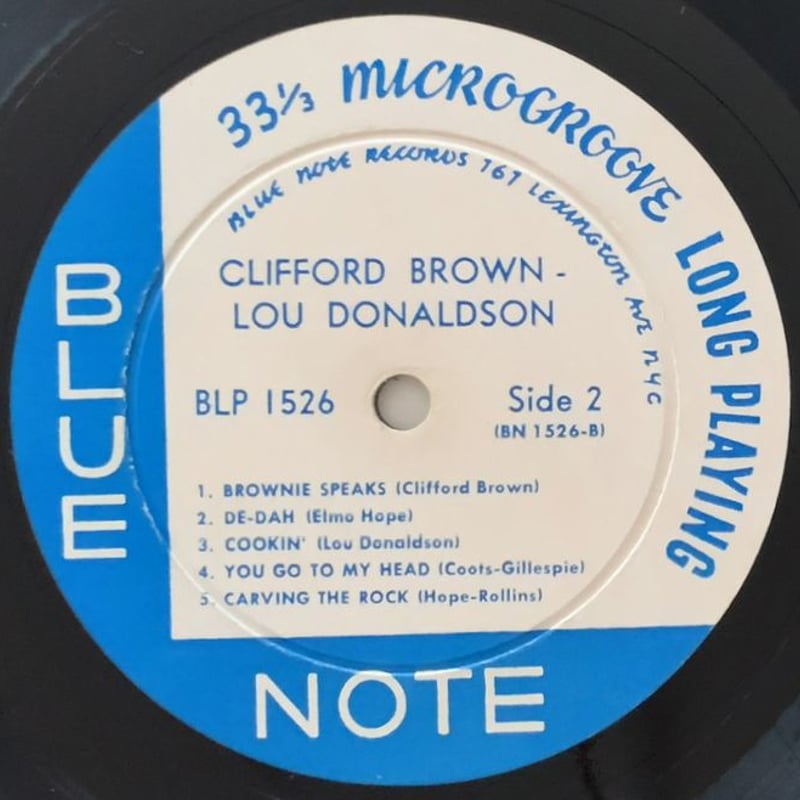 33⅓ MICROGROOVE LONG PLAYING
BLUE NOTE RECORDS 767 LEXINGTON AVE NYC
CLIFFORD BROWN -
LOU DONALDSON
BLP 1526
Side 2
(BN 1526-B)
1. BROWNIE SPEAKS (Clifford Brown)
2. DE-DAH (Elmo Hope)
3. COOKIN' (Lou Donaldson)
4. YOU GO TO MY HEAD (Coots-Gillespie)
5. CARVING THE ROCK (Hope-Rollins)
BLUE
NOTE